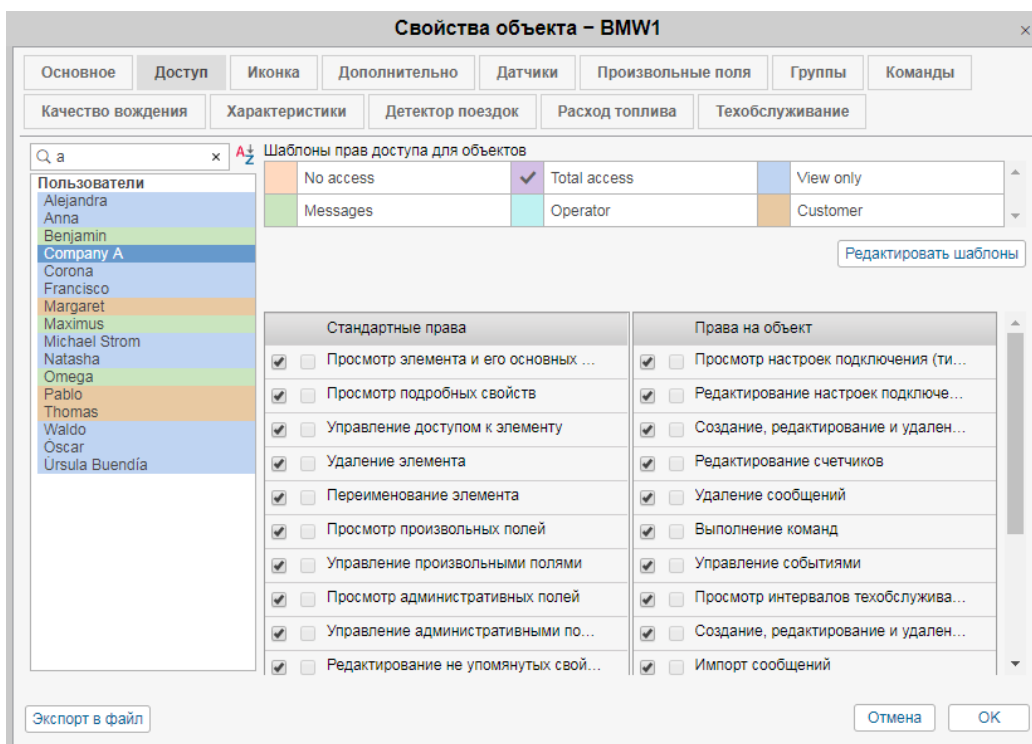 Свойства объекта – BMW1
Основное Доступ Иконка Дополнительно Датчики Произвольные поля Группы Команды
Качество вождения Характеристики Детектор поездок Расход топлива Техобслуживание
a
Пользователи
Alejandra
Anna
Benjamin
Company A
Corona
Francisco
Margaret
Maximus
Michael Strom
Natasha
Omega
Pablo
Thomas
Waldo
Óscar
Úrsula Buendía
Шаблоны прав доступа для объектов
No access Total access View only
Messages Operator Customer
Редактировать шаблоны
Стандартные права
Просмотр элемента и его основных ...
Просмотр подробных свойств
Управление доступом к элементу
Удаление элемента
Переименование элемента
Просмотр произвольных полей
Управление произвольными полями
Просмотр административных полей
Управление административными по...
Редактирование не упомянутых свой...
Права на объект
Просмотр настроек подключения (ти...
Редактирование настроек подключе...
Создание, редактирование и удален...
Редактирование счетчиков
Удаление сообщений
Выполнение команд
Управление событиями
Просмотр интервалов техобслужива...
Создание, редактирование и удален...
Импорт сообщений
Экспорт в файл
Отмена OK